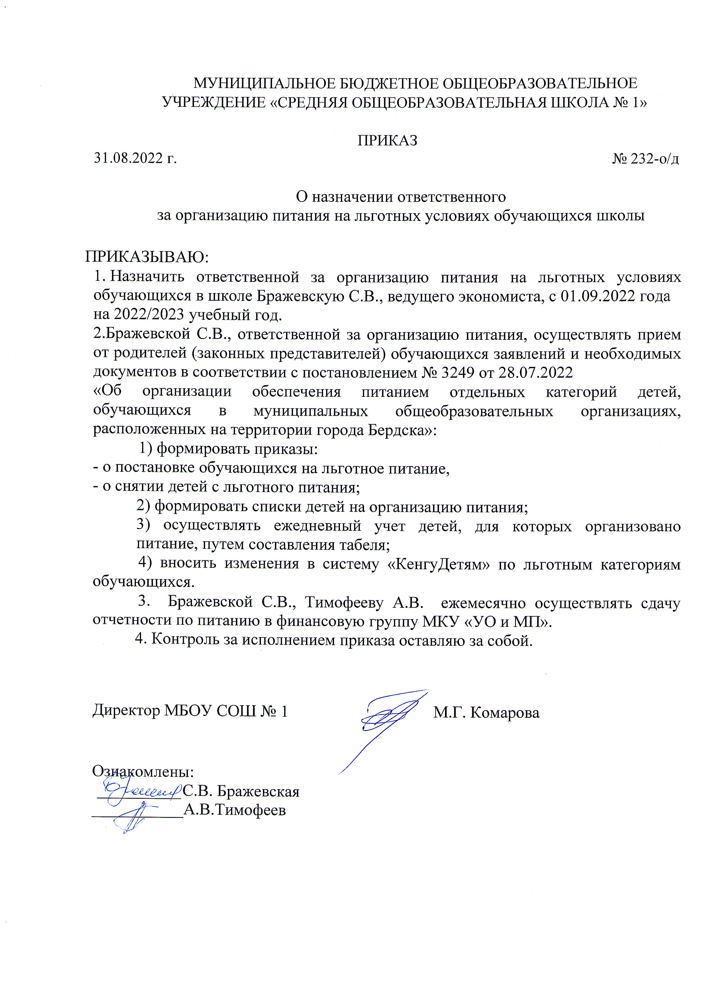 МУНИЦИПАЛЬНОЕ БЮДЖЕТНОЕ ОБЩЕОБРАЗОВАТЕЛЬНОЕ
УЧРЕЖДЕНИЕ «СРЕДНЯЯ ОБЩЕОБРАЗОВАТЕЛЬНАЯ ШКОЛА № 1»
ПРИКАЗ
31.08.2022 г. № 232-о/д
О назначении ответственного
за организацию питания на льготных условиях обучающихся школы
ПРИКАЗЫВАЮ:
1. Назначить ответственной за организацию питания на льготных условиях
обучающихся в школе Бражевскую С.В., ведущего экономиста, с 01.09.2022 года
на 2022/2023 учебный год.
2.Бражевской С.В., ответственной за организацию питания, осуществлять прием
от родителей (законных представителей) обучающихся заявлений и необходимых
документов в соответствии с постановлением № 3249 от 28.07.2022
«Об организации обеспечения питанием отдельных категорий детей,
обучающихся в муниципальных общеобразовательных организациях,
расположенных на территории города Бердска»:
1) формировать приказы:
- о постановке обучающихся на льготное питание,
- о снятии детей с льготного питания;
2) формировать списки детей на организацию питания;
3) осуществлять ежедневный учет детей, для которых организовано
питание, путем составления табеля;
4) вносить изменения в систему «КенгуДетям» по льготным категориям
обучающихся.
3. Бражевской С.В., Тимофееву А.В. ежемесячно осуществлять сдачу
отчетности по питанию в финансовую группу МКУ «УО и МП».
4. Контроль за исполнением приказа оставляю за собой.
Директор МБОУ СОШ № 1 М.Г. Комарова
Ознакомлены:
С.В. Бражевская
А.В.Тимофеев